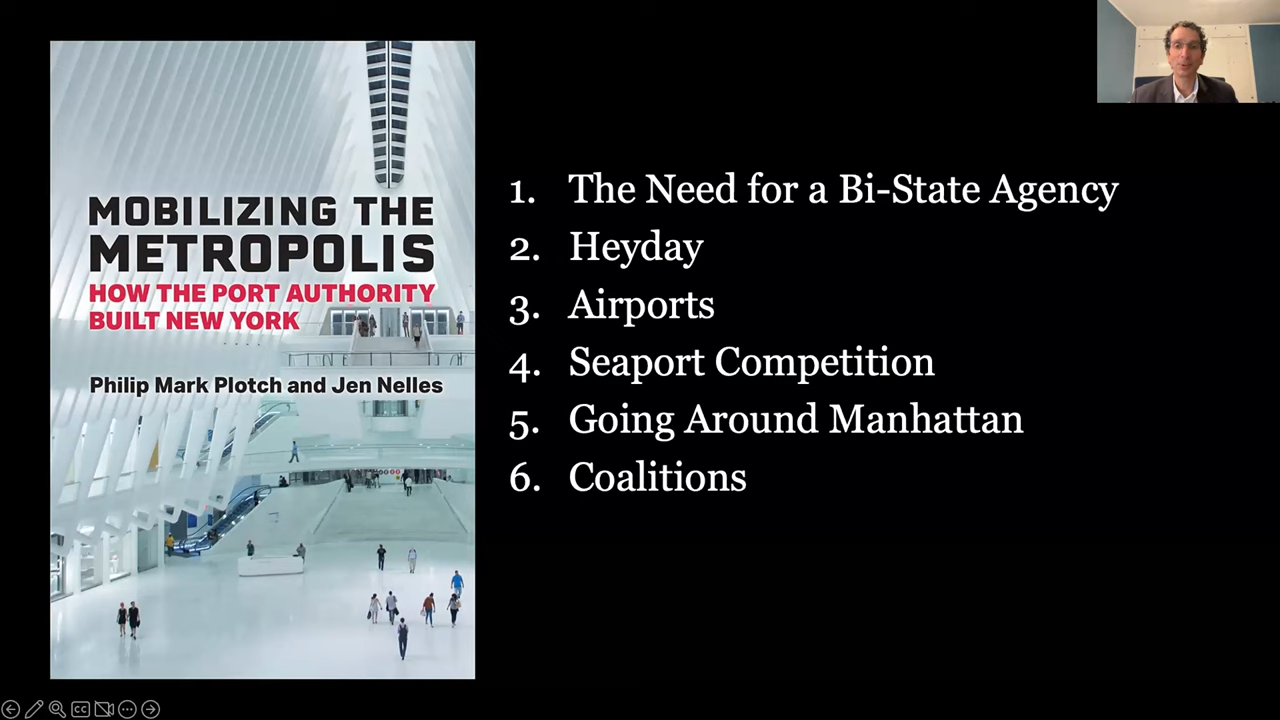 MOBILIZING THE
METROPOLIS
HOW THE PORT AUTHORITY
BUILT NEW YORK
Philip Mark Plotch and Jen Nelles
1. The Need for a Bi-State Agency
2. Heyday
3. Airports
4. Seaport Competition
5. Going Around Manhattan
6. Coalitions
CC